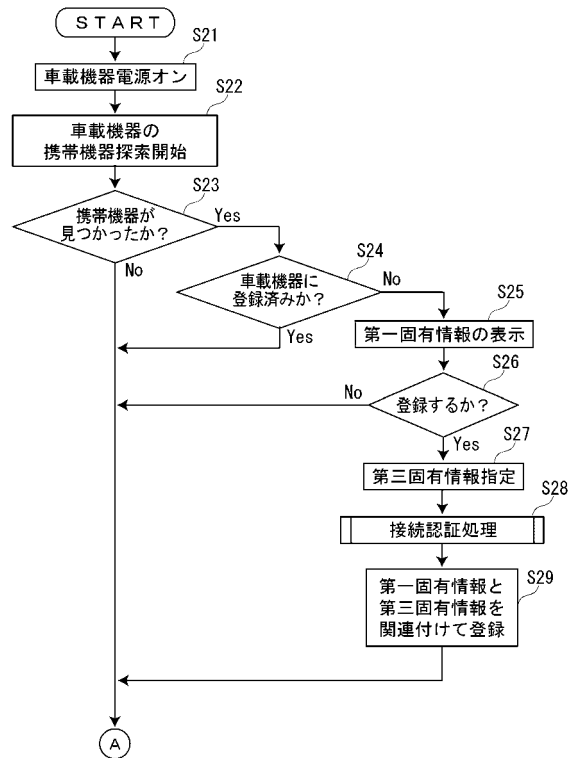 START
S21
車載機器電源オン
S22
車載機器の
携帯機器探索開始
S23
携帯機器が
見つかったか？
Yes
No
S24
車載機器に
登録済みか？
No
Yes
S25
第一固有情報の表示
S26
登録するか？
No
Yes
S27
第三固有情報指定
S28
接続認証処理
S29
第一固有情報と
第三固有情報を
関連付けて登録
A